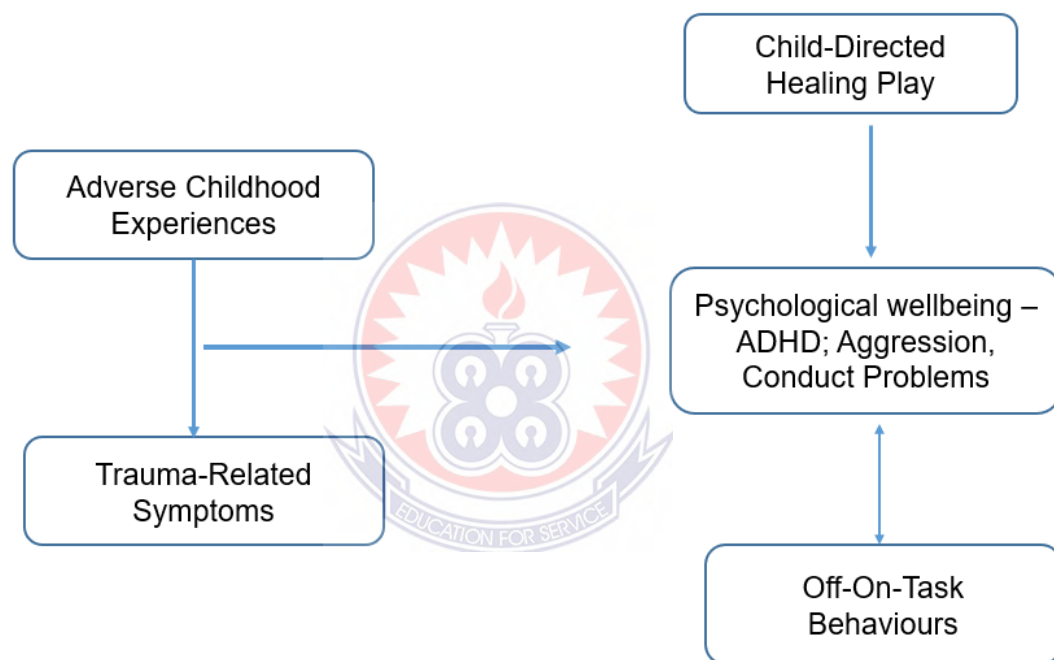 Child-Directed
Healing Play
Adverse Childhood
Experiences
Psychological wellbeing –
ADHD; Aggression,
Conduct Problems
Trauma-Related
Symptoms
EDUCATION FOR SERVICE
Off-On-Task
Behaviours